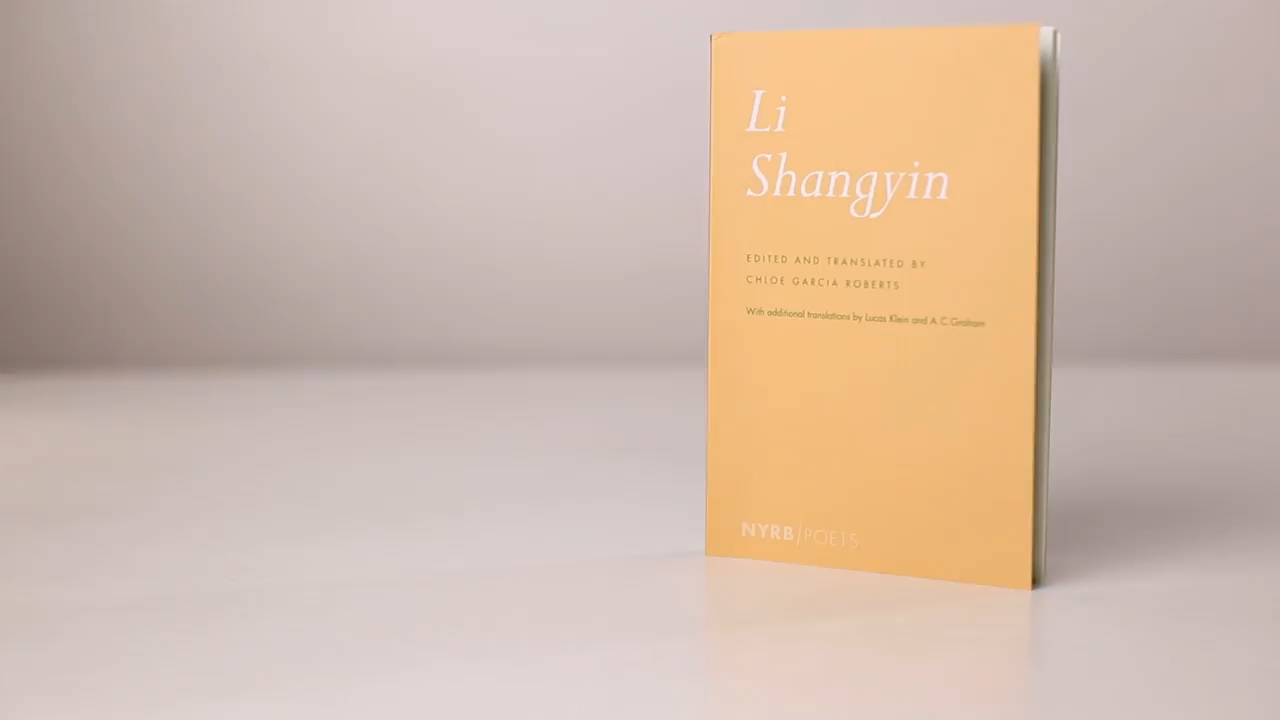 Li
Shangyin
EDITED AND TRANSLATED BY
CHLOE GARCIA ROBERTS
With additional translations by Lucas Klein and A. C. Graham
NYRB/POETS